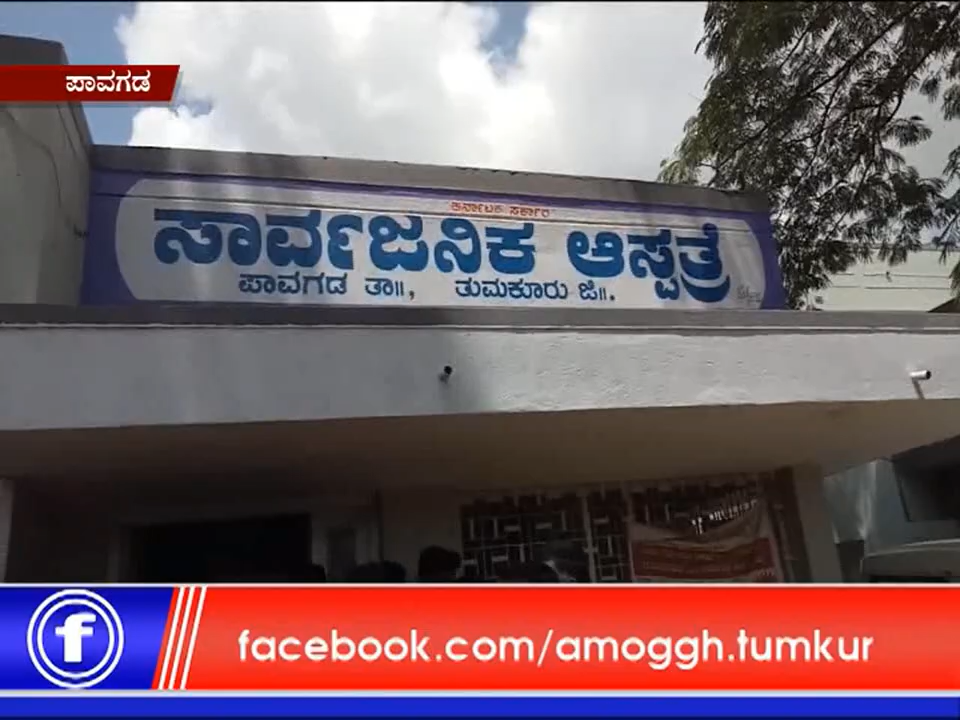 ಪಾವಗಡ
ಕರ್ನಾಟಕ ಸರ್ಕಾರ
ಸಾರ್ವಜನಿಕ ಆಸ್ಪತ್ರೆ
ಪಾವಗಡ ತಾ॥, ತುಮಕೂರು ಜಿ॥.
f facebook.com/amoggh.tumkur